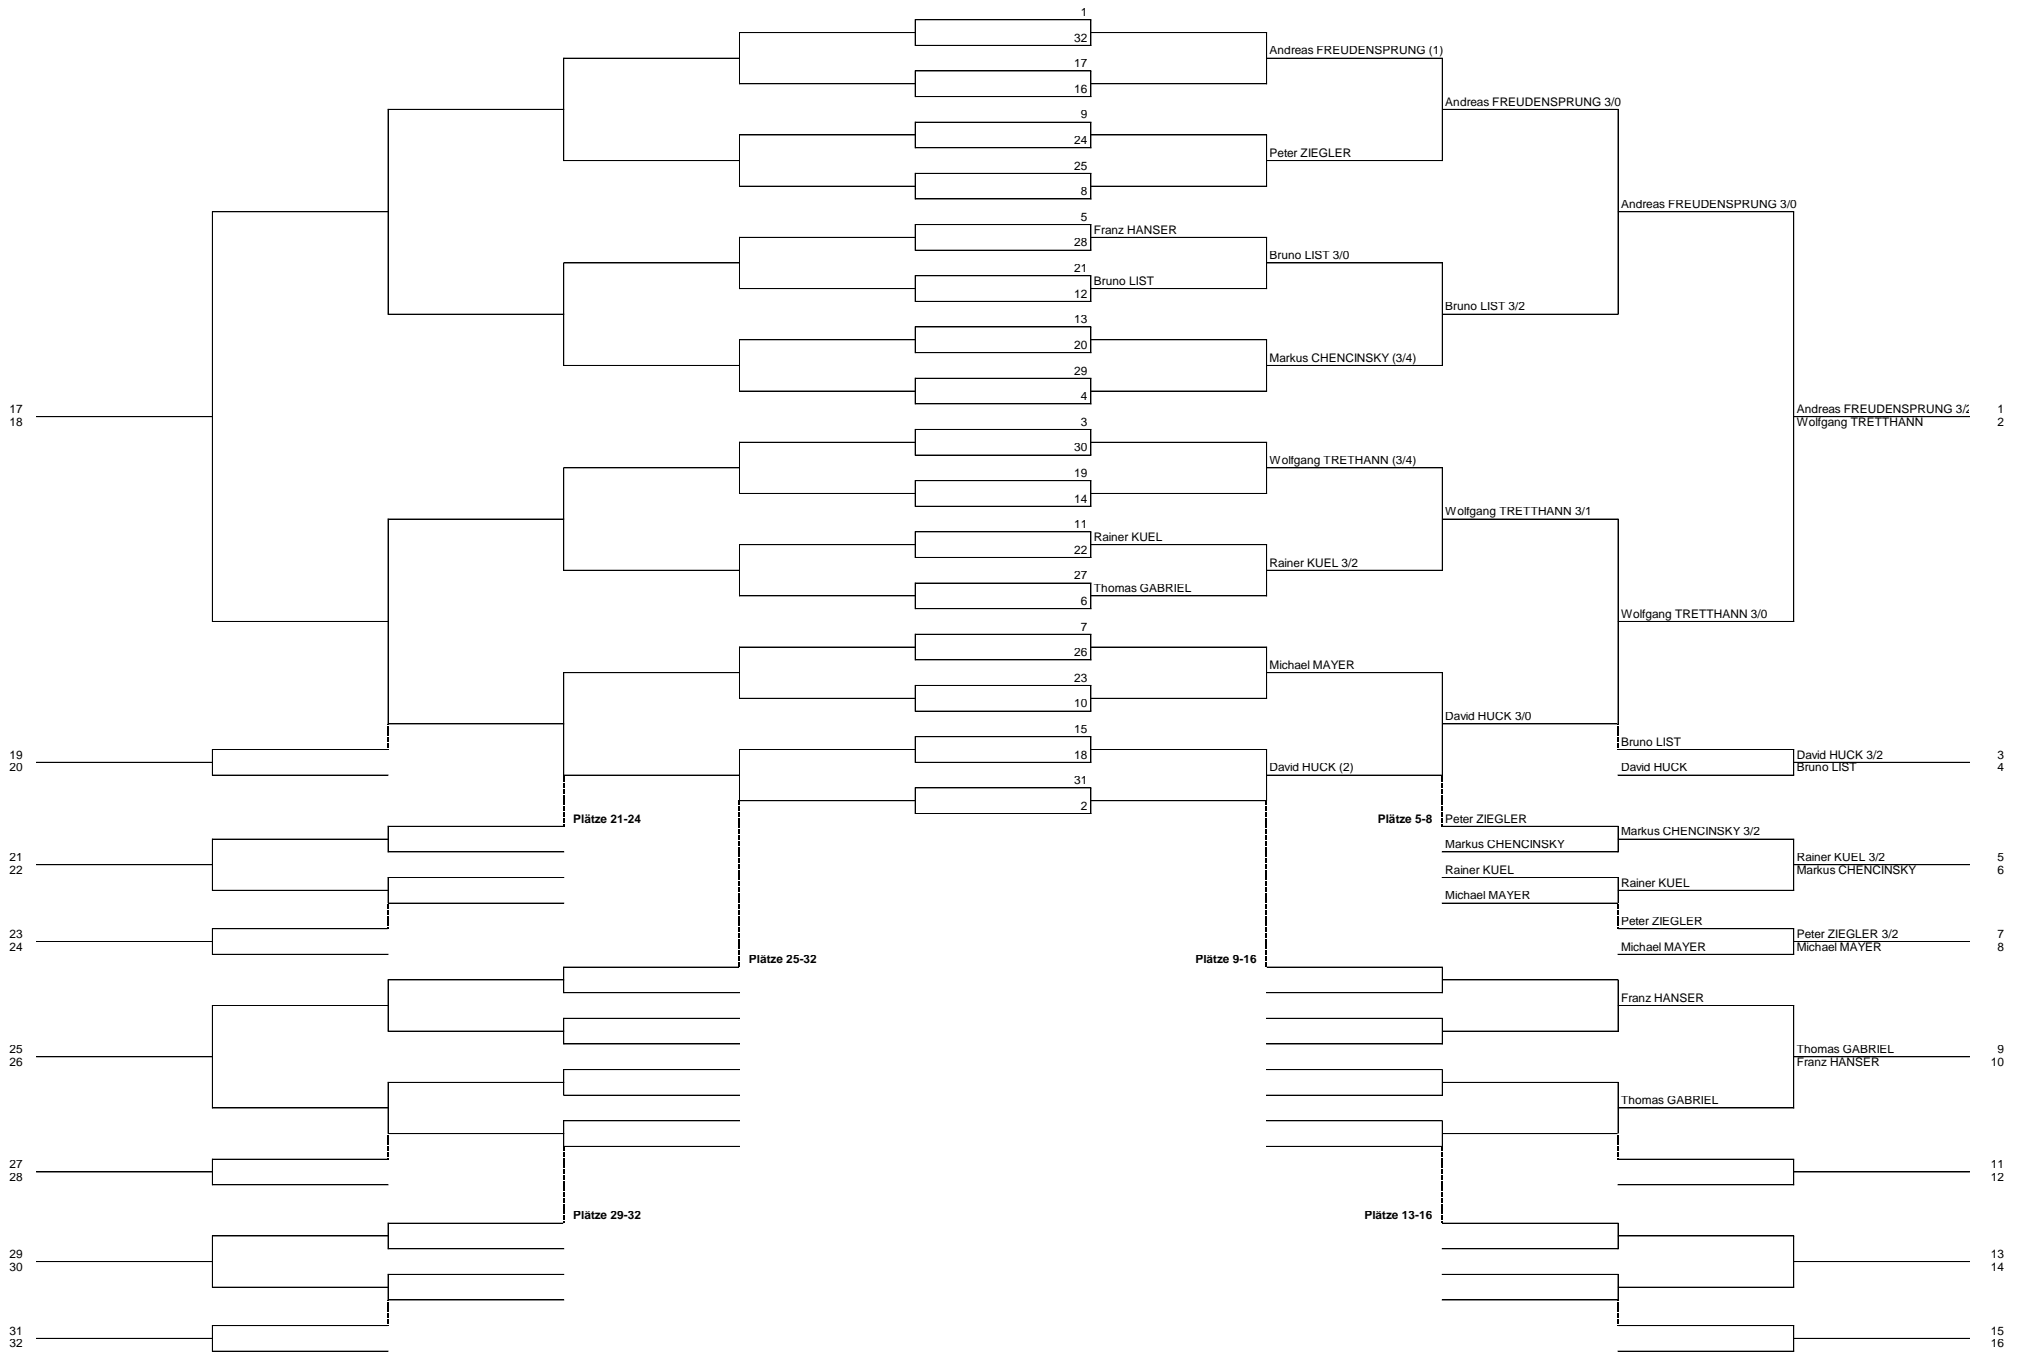 1
32
Andreas FREUDENSPRUNG (1)
17
16
Andreas FREUDENSPRUNG 3/0
9
24
Peter ZIEGLER
25
8
Andreas FREUDENSPRUNG 3/0
5
Franz HANSER
28
Bruno LIST 3/0
21
Bruno LIST
12
Bruno LIST 3/2
13
20
Markus CHENCINSKY (3/4)
29
4
17
18
Andreas FREUDENSPRUNG 3/2
1
Wolfgang TRETTHANN
2
3
30
Wolfgang TRETHANN (3/4)
19
14
Wolfgang TRETTHANN 3/1
11
Rainer KUEL
22
Rainer KUEL 3/2
27
Thomas GABRIEL
6
Wolfgang TRETTHANN 3/0
7
26
Michael MAYER
23
10
David HUCK 3/0
15
18
David HUCK (2)
31
2
19
20
Bruno LIST
David HUCK
David HUCK 3/2
3
Bruno LIST
4
Plätze 21-24
Plätze 5-8
Peter ZIEGLER
Markus CHENCINSKY 3/2
Markus CHENCINSKY
21
22
Rainer KUEL 3/2
5
Markus CHENCINSKY
6
Rainer KUEL
Rainer KUEL
Michael MAYER
Peter ZIEGLER
23
24
Peter ZIEGLER 3/2
7
Michael MAYER
Michael MAYER
8
Plätze 25-32
Plätze 9-16
Franz HANSER
25
26
Thomas GABRIEL
9
Franz HANSER
10
Thomas GABRIEL
27
28
11
12
Plätze 29-32
Plätze 13-16
29
30
13
14
31
32
15
16